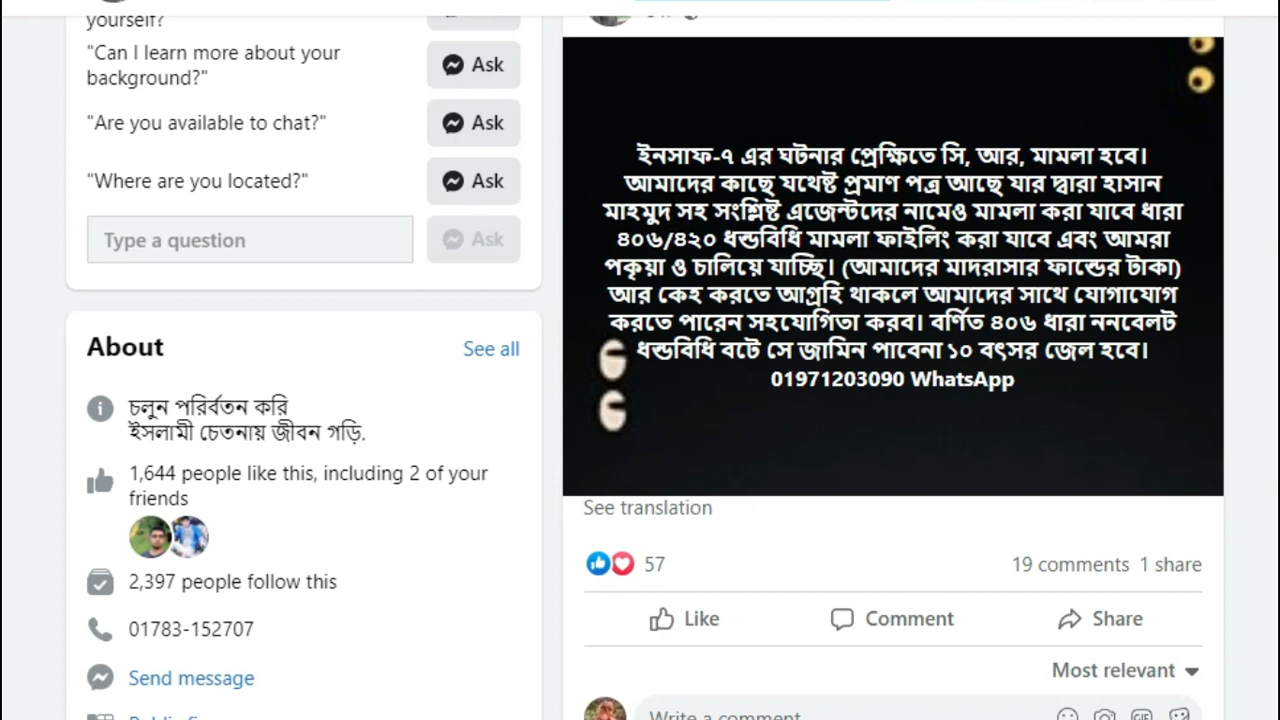 yourself?
"Can I learn more about your
background?"
Ask
"Are you available to chat?"
Ask
"Where are you located?"
Ask
Type a question
Ask
About
See all
চলুন পরির্বতন করি
ইসলামী চেতনায় জীবন গড়ি.
1,644 people like this, including 2 of your
friends
2,397 people follow this
01783-152707
Send message
ইনসাফ-৭ এর ঘটনার প্রেক্ষিতে সি, আর, মামলা হবে।
আমাদের কাছে যথেষ্ট প্রমাণ পত্র আছে যার দ্বারা হাসান
মাহমুদ সহ সংশ্লিষ্ট এজেন্টদের নামেও মামলা করা যাবে ধারা
৪০৬/৪২০ ধন্ডবিধি মামলা ফাইলিং করা যাবে এবং আমরা
পকৃয়া ও চালিয়ে যাচ্ছি। (আমাদের মাদরাসার ফান্ডের টাকা)
আর কেহ করতে আগ্রহি থাকলে আমাদের সাথে যোগাযোগ
করতে পারেন সহযোগিতা করব। বর্ণিত ৪০৬ ধারা ননবেলট
ধন্ডবিধি বটে সে জামিন পাবেনা ১০ বৎসর জেল হবে।
01971203090 WhatsApp
See translation
57
19 comments 1 share
Like
Comment
Share
Most relevant
Write a comment
GIF